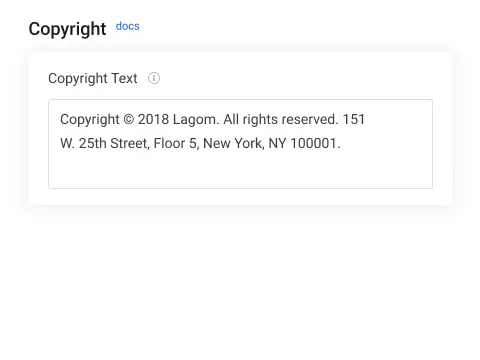 Copyright docs
Copyright Text
Copyright © 2018 Lagom. All rights reserved. 151
W. 25th Street, Floor 5, New York, NY 100001.